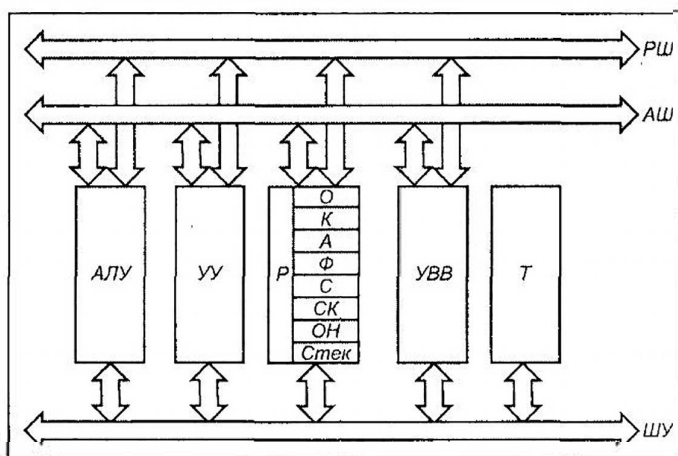 РШ
АШ
АЛУ
УУ
Р
О
К
А
Ф
С
СК
ОН
Стек
УВВ
Т
ШУ